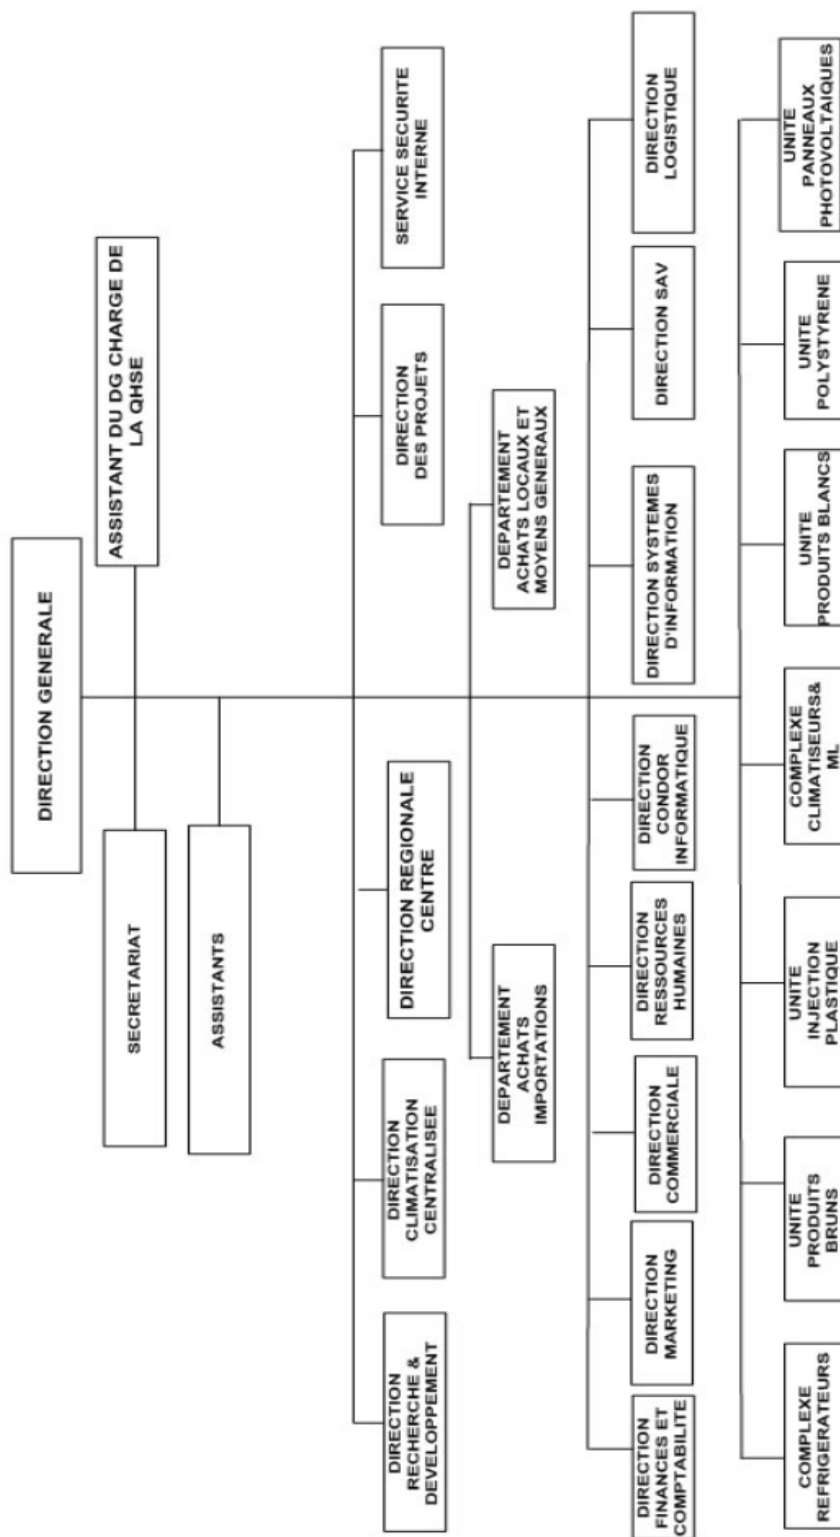 DIRECTION GENERALE
SECRETARIAT
ASSISTANT DU DG CHARGE DE
LA QHSE
ASSISTANTS
DIRECTION
RECHERCHE &
DEVELOPPEMENT
DIRECTION
CLIMATISATION
CENTRALISEE
DIRECTION REGIONALE
CENTRE
DIRECTION
DES PROJETS
SERVICE SECURITE
INTERNE
DEPARTEMENT
ACHATS
IMPORTATIONS
DEPARTEMENT
ACHATS LOCAUX ET
MOYENS GENERAUX
DIRECTION
FINANCES ET
COMPTABILITE
DIRECTION
MARKETING
DIRECTION
COMMERCIALE
DIRECTION
RESSOURCES
HUMAINES
DIRECTION
CONDOR
INFORMATIQUE
DIRECTION SYSTEMES
D'INFORMATION
DIRECTION SAV
DIRECTION
LOGISTIQUE
COMPLEXE
REFRIGERATEURS
UNITE
PRODUITS
BRUNS
UNITE
INJECTION
PLASTIQUE
COMPLEXE
CLIMATISEURS&
ML
UNITE
PRODUITS BLANCS
UNITE
POLYSTYRENE
UNITE
PANNEAUX
PHOTOVOLTAIQUES